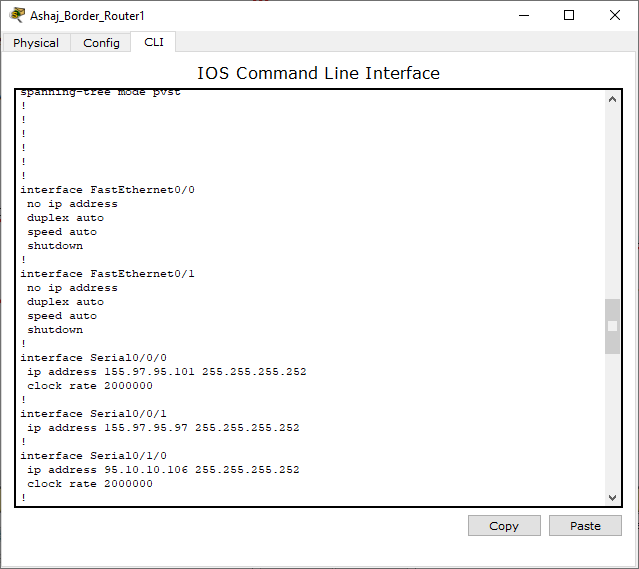 Ashaj_Border_Router1
Physical Config CLI
IOS Command Line Interface
spanning-tree mode pvst
!
!
!
!
!
!
interface FastEthernet0/0
no ip address
duplex auto
speed auto
shutdown
!
interface FastEthernet0/1
no ip address
duplex auto
speed auto
shutdown
!
interface Serial0/0/0
ip address 155.97.95.101 255.255.255.252
clock rate 2000000
!
interface Serial0/0/1
ip address 155.97.95.97 255.255.255.252
!
interface Serial0/1/0
ip address 95.10.10.106 255.255.255.252
clock rate 2000000
!
Copy Paste